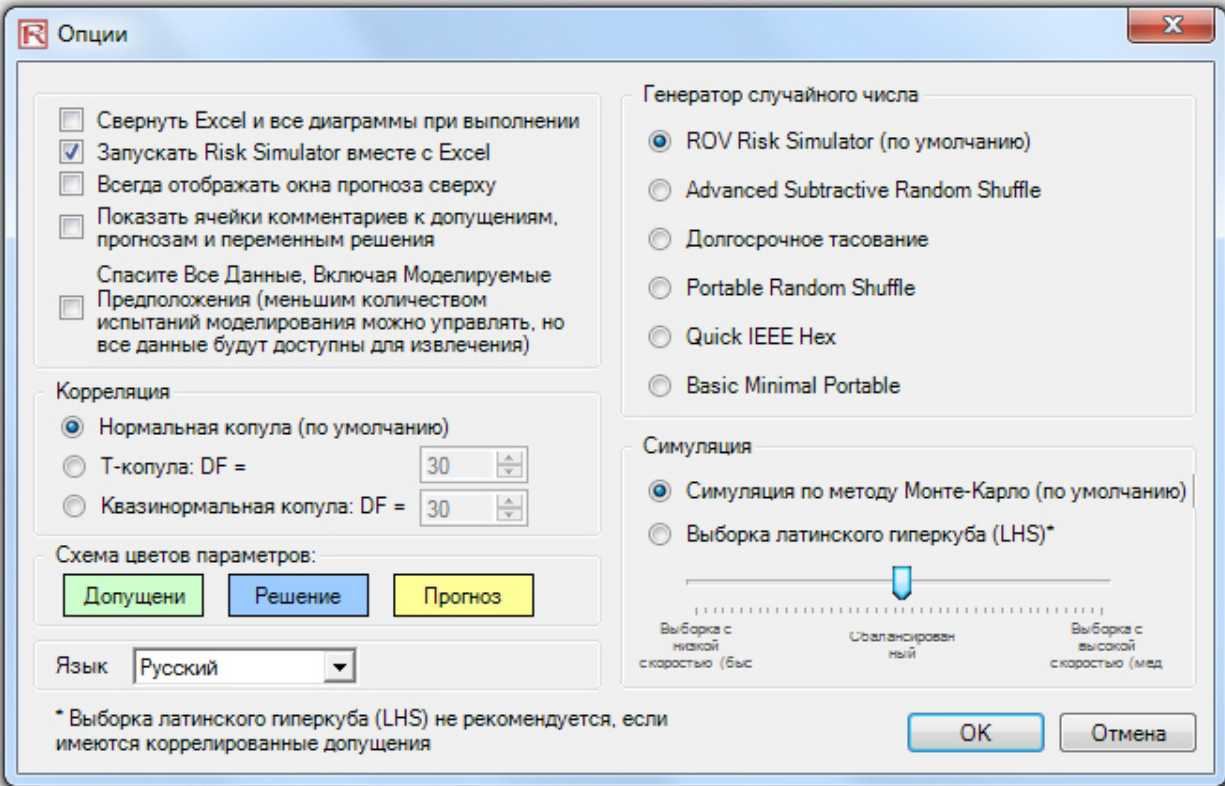 Опции
Свернуть Excel и все диаграммы при выполнении
Запускать Risk Simulator вместе с Excel
Всегда отображать окна прогноза сверху
Показать ячейки комментариев к допущениям,
прогнозам и переменным решения
Спасите Все Данные, Включая Моделируемые
Предположения (меньшим количеством
испытаний моделирования можно управлять, но
все данные будут доступны для извлечения)
Корреляция
Нормальная копула (по умолчанию)
Т-копула: DF = 30
Квазинормальная копула: DF = 30
Схема цветов параметров:
Допущени Решение Прогноз
Язык Русский
* Выборка латинского гиперкуба (LHS) не рекомендуется, если
имеются коррелированные допущения
Генератор случайного числа
ROV Risk Simulator (по умолчанию)
Advanced Subtractive Random Shuffle
Долгосрочное тасование
Portable Random Shuffle
Quick IEEE Hex
Basic Minimal Portable
Симуляция
Симуляция по методу Монте-Карло (по умолчанию)
Выборка латинского гиперкуба (LHS)*
Выборка с
низкой
скоростью (быс
Сбалансирован
ный
Выборка с
высокой
скоростью (мед
OK Отмена